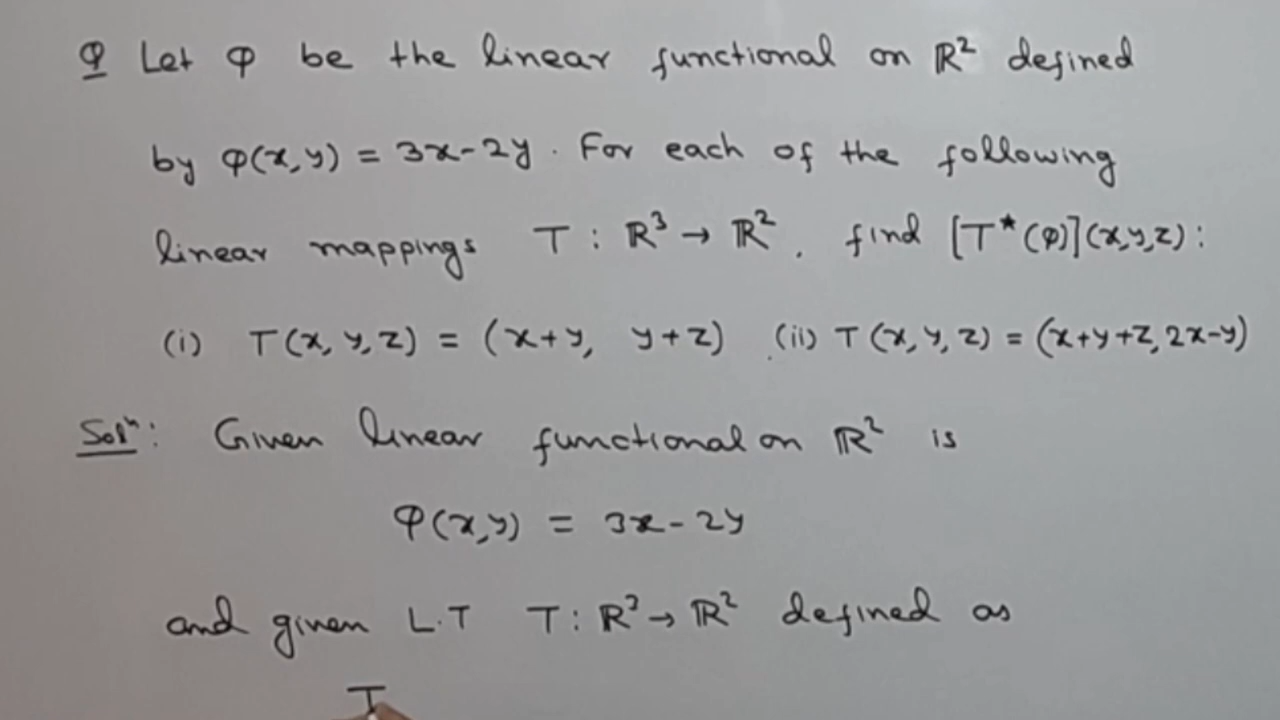 Q Let φ be the linear functional on ℝ² defined
by φ(x,y) = 3x-2y. For each of the following
linear mappings T : ℝ³ → ℝ², find [T*(φ)](x,y,z) :
(i) T(x,y,z) = (x+y, y+z) (ii) T(x,y,z) = (x+y+z, 2x-y)
Solⁿ: Given linear functional on ℝ² is
φ(x,y) = 3x-2y
and given L.T T : ℝ³ → ℝ² defined as
T